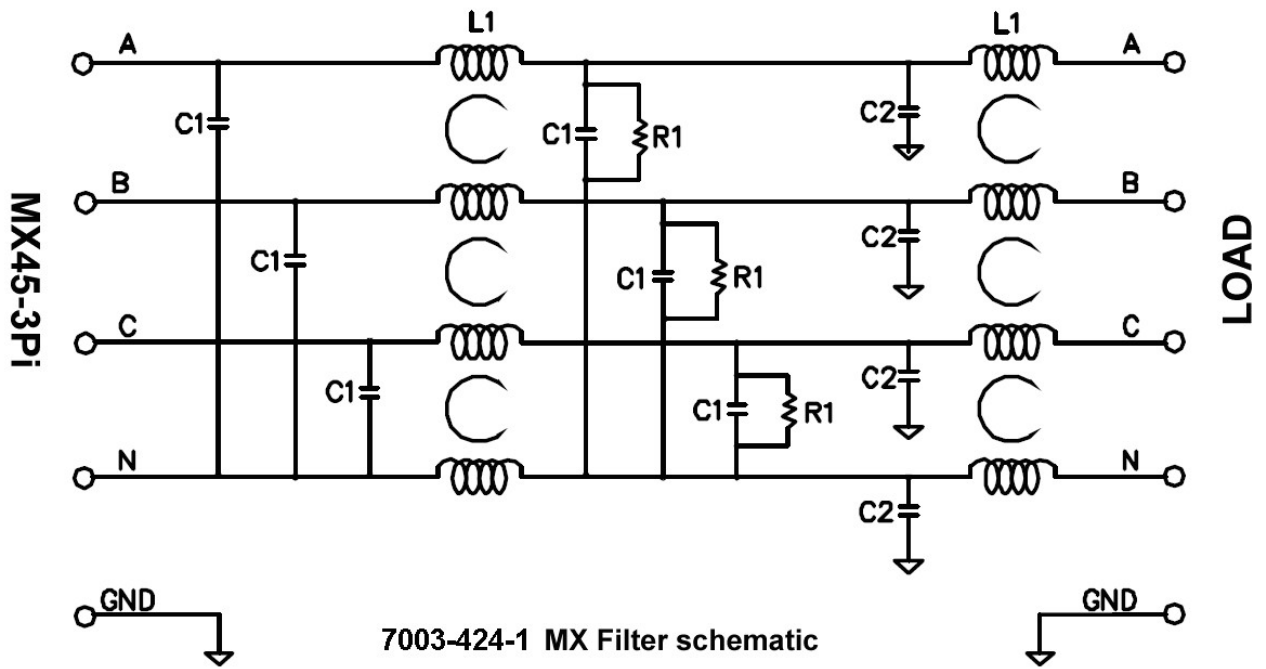 L1
L1
A
A
C1
C1
R1
C2
B
B
C1
C1
R1
C2
C
C
C1
C1
R1
C2
N
N
C2
MX45-3Pi
LOAD
GND
GND
7003-424-1 MX Filter schematic